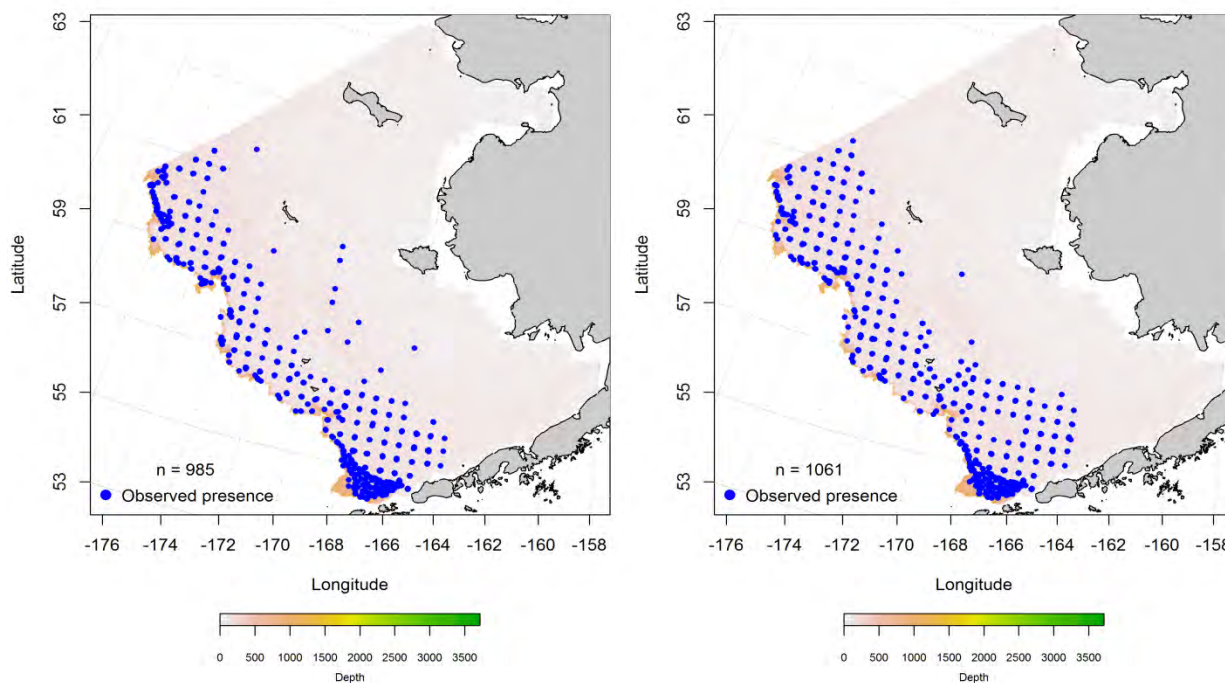 63
61
59
57
55
53
Latitude
n = 985
Observed presence
-176 -174 -172 -170 -168 -166 -164 -162 -160 -158
Longitude
0 500 1000 1500 2000 2500 3000 3500
Depth
63
61
59
57
55
53
Latitude
n = 1061
Observed presence
-176 -174 -172 -170 -168 -166 -164 -162 -160 -158
Longitude
0 500 1000 1500 2000 2500 3000 3500
Depth